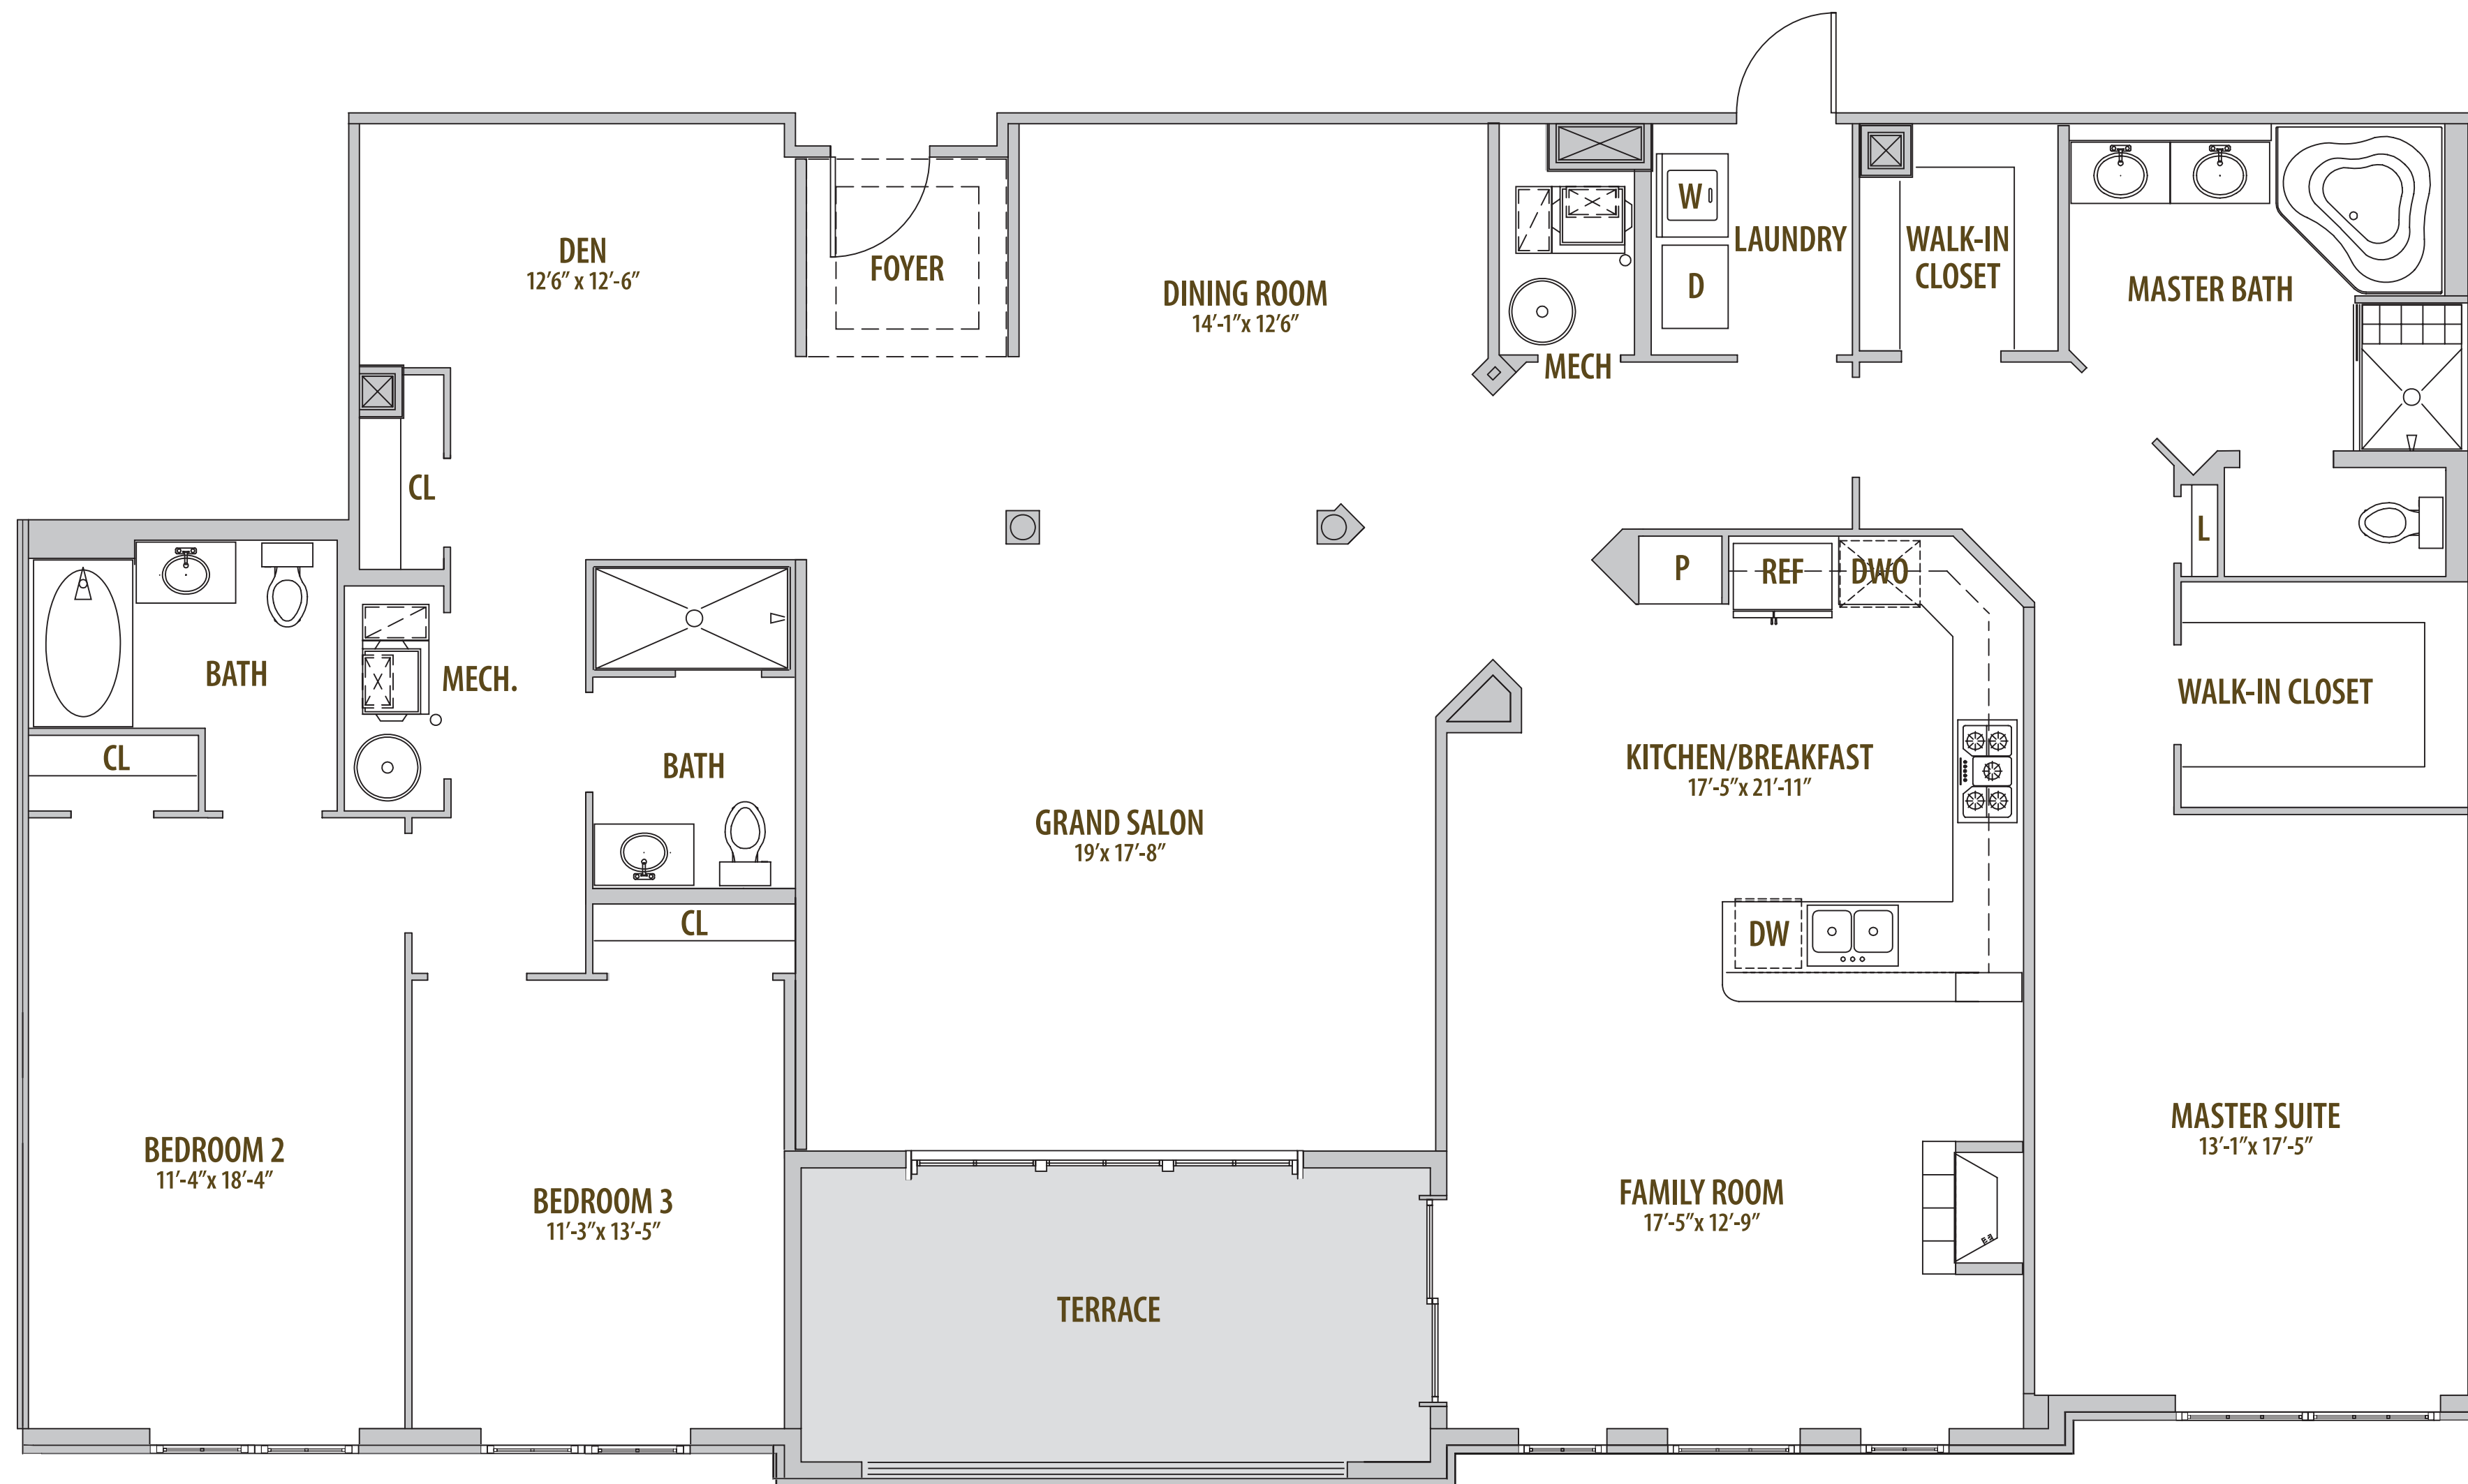 DEN
12′6″ x 12′-6″
FOYER
DINING ROOM
14′-1″x 12′6″
W
D
LAUNDRY
MECH
WALK-IN
CLOSET
MASTER BATH
CL
L
P
REF
DWO
BATH
MECH.
CL
BATH
CL
GRAND SALON
19′x 17′-8″
KITCHEN/BREAKFAST
17′-5″x 21′-11″
DW
WALK-IN CLOSET
BEDROOM 2
11′-4″x 18′-4″
BEDROOM 3
11′-3″x 13′-5″
TERRACE
FAMILY ROOM
17′-5″x 12′-9″
MASTER SUITE
13′-1″x 17′-5″